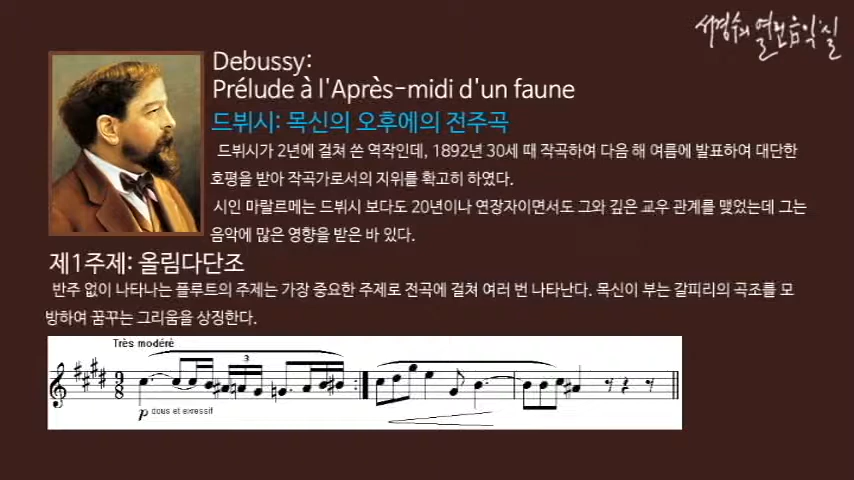 서경수의 열린음악실
Debussy:
Prélude à l'Après-midi d'un faune
드뷔시: 목신의 오후에의 전주곡
드뷔시가 2년에 걸쳐 쓴 역작인데, 1892년 30세 때 작곡하여 다음 해 여름에 발표하여 대단한
호평을 받아 작곡가로서의 지위를 확고히 하였다.
시인 마랄르메는 드뷔시 보다도 20년이나 연장자이면서도 그와 깊은 교우 관계를 맺었는데 그는
음악에 많은 영향을 받은 바 있다.
제1주제: 올림다단조
반주 없이 나타나는 플루트의 주제는 가장 중요한 주제로 전곡에 걸쳐 여러 번 나타난다. 목신이 부는 갈피리의 곡조를 모
방하여 꿈꾸는 그리움을 상징한다.
Très modéré
3
9
8
p doux et exressif